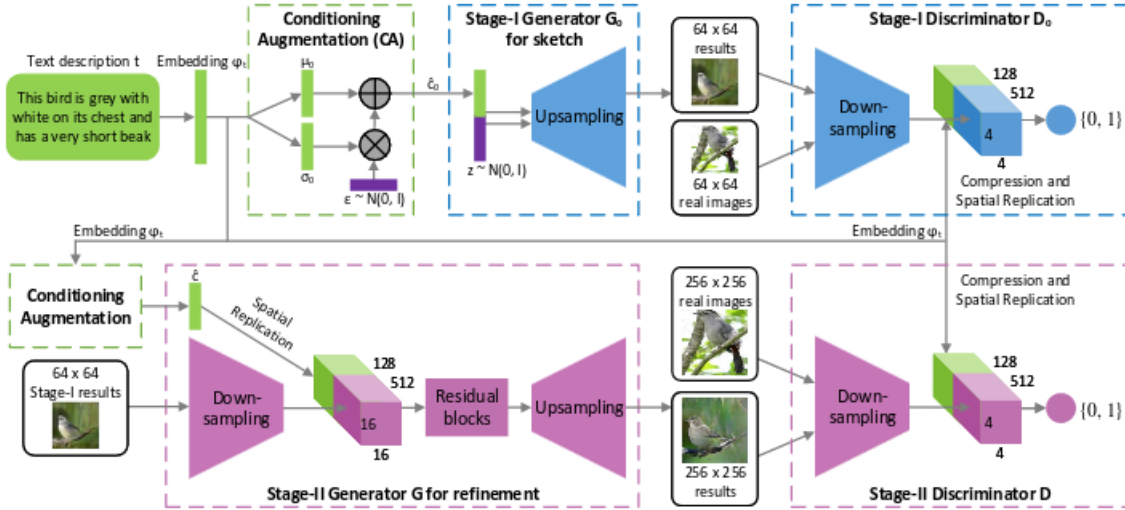 Conditioning
Augmentation (CA)
Stage-I Generator G₀
for sketch
64 x 64
results
Stage-I Discriminator D₀
Text description t
Embedding φₜ
This bird is grey with
white on its chest and
has a very short beak
μ₀
σ₀
ε ~ N(0, I)
ĉ₀
z ~ N(0, I)
Upsampling
64 x 64
real images
Down-
sampling
128
512
4
4
{0, 1}
Compression and
Spatial Replication
Embedding φₜ
Embedding φₜ
Conditioning
Augmentation
ĉ
Spatial
Replication
64 x 64
Stage-I results
Down-
sampling
128
512
16
16
Residual
blocks
Upsampling
Stage-II Generator G for refinement
256 x 256
real images
256 x 256
results
Compression and
Spatial Replication
Down-
sampling
128
512
4
4
{0, 1}
Stage-II Discriminator D